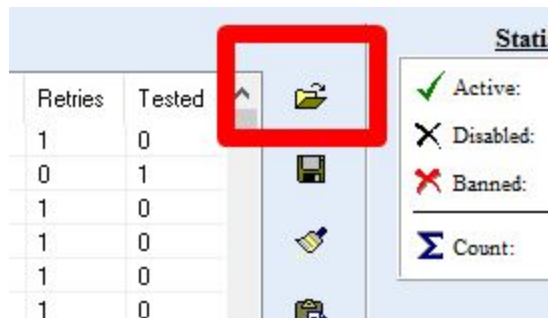 Stati
Retries Tested
Active:
1 0
Disabled:
0 1
Banned:
1 0
1 0
Count:
1 0
1 0